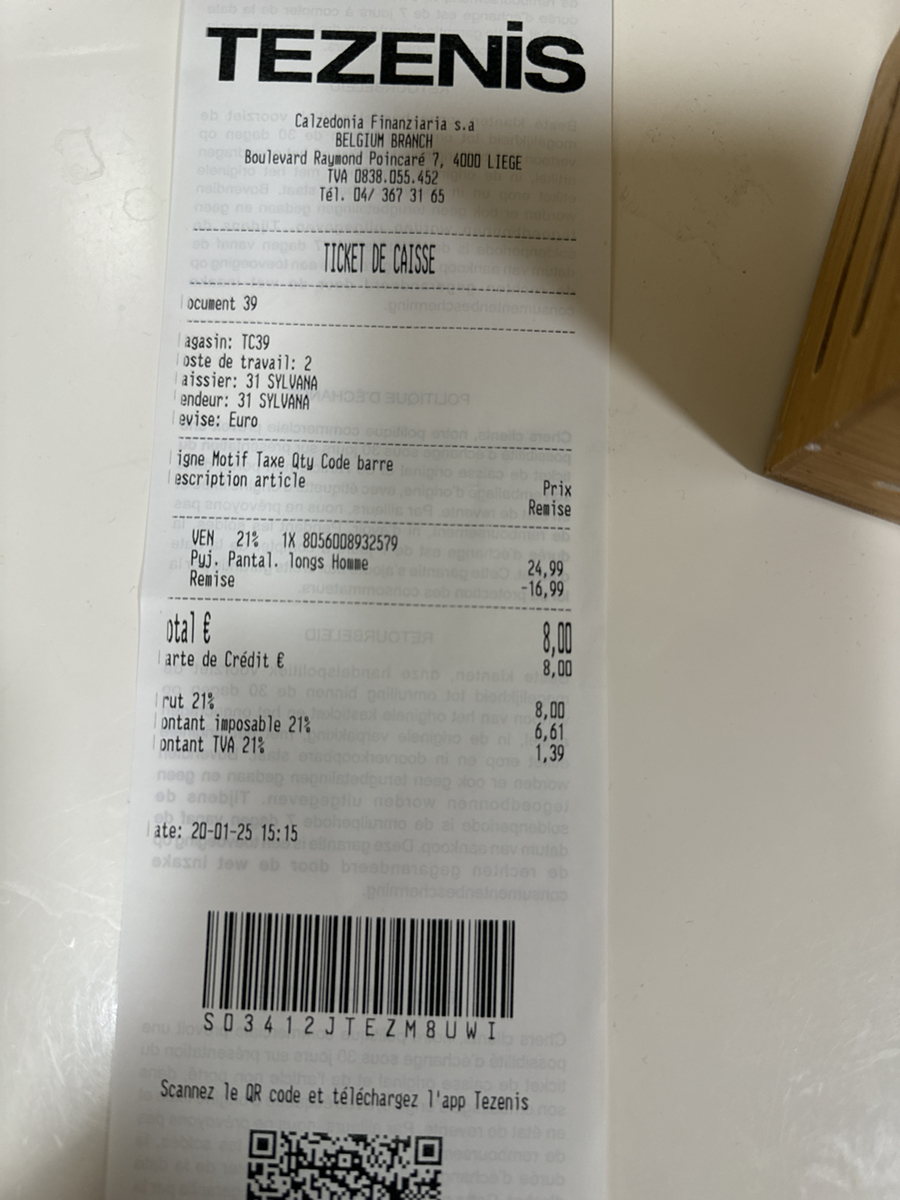 TEZENIS
Calzedonia Finanziaria s.a
BELGIUM BRANCH
Boulevard Raymond Poincaré 7, 4000 LIEGE
TVA 0838.055.452
Tél. 04/ 367 31 65
TICKET DE CAISSE
ocument 39
agasin: TC39
oste de travail: 2
aissier: 31 SYLVANA
endeur: 31 SYLVANA
evise: Euro
igne Motif Taxe Qty Code barre
escription article Prix
Remise
VEN 21% 1X 8056008932579
Pyj. Pantal. longs Homme 24,99
Remise -16,99
otal € 8,00
arte de Crédit € 8,00
rut 21% 8,00
ontant imposable 21% 6,61
ontant TVA 21% 1,39
ate: 20-01-25 15:15
S03412JTEZM8UWI
Scannez le QR code et téléchargez l'app Tezenis